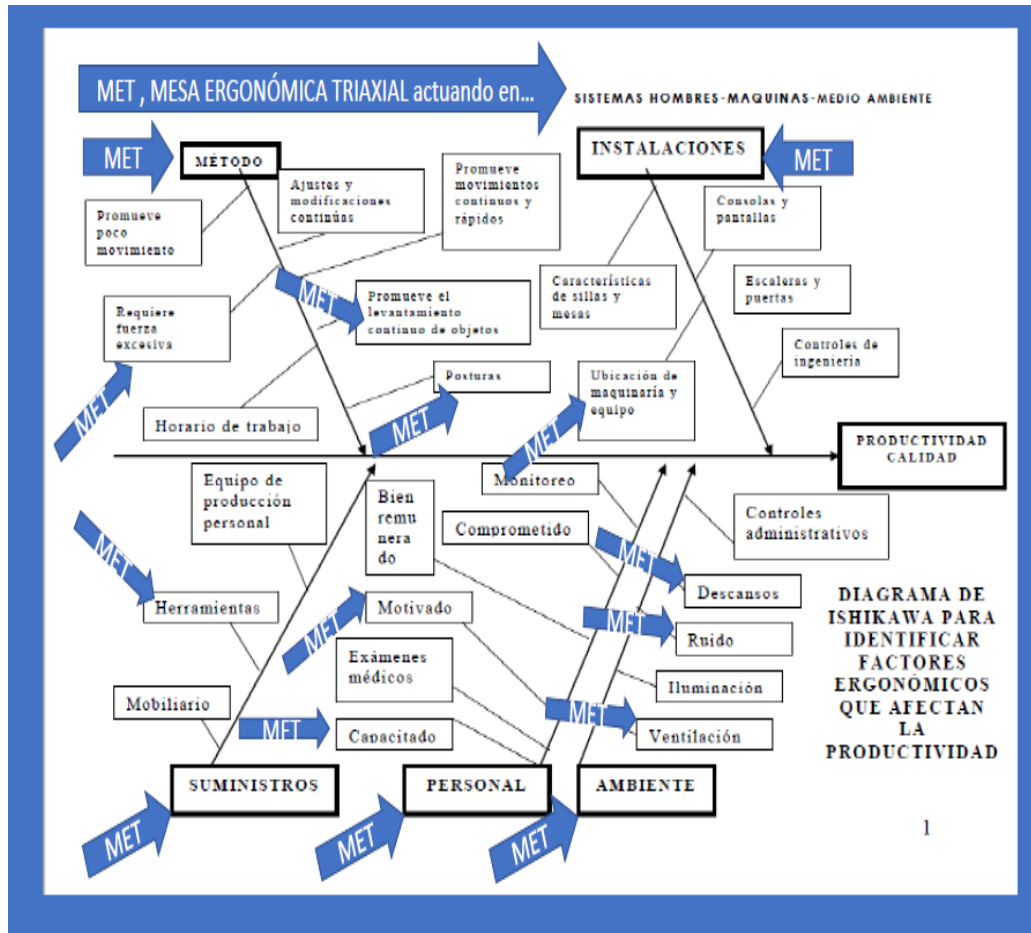 MET , MESA ERGONÓMICA TRIAXIAL actuando en...
SISTEMAS HOMBRES-MAQUINAS-MEDIO AMBIENTE
MET
MÉTODO
INSTALACIONES
MET
Promueve
poco
movimiento
Ajustes y
modificaciones
continúas
Promueve
movimientos
continuos y
rápidos
Consolas y
pantallas
Requiere
fuerza
excesiva
MET
Promueve el
levantamiento
continuo de objetos
Características
de sillas y
mesas
Escaleras y
puertas
MET
Horario de trabajo
Posturas
MET
Ubicación de
maquinaría y
equipo
MET
Controles de
ingeniería
PRODUCTIVIDAD
CALIDAD
Equipo de
producción
personal
Bien
remu
nera
do
Monitoreo
Comprometido
Controles
administrativos
MET
Herramientas
MET
Motivado
MET
Descansos
MET
Ruido
Exámenes
médicos
Iluminación
Mobiliario
MET
Capacitado
MET
Ventilación
DIAGRAMA DE
ISHIKAWA PARA
IDENTIFICAR
FACTORES
ERGONÓMICOS
QUE AFECTAN
LA
PRODUCTIVIDAD
SUMINISTROS
PERSONAL
AMBIENTE
MET
MET
MET
1